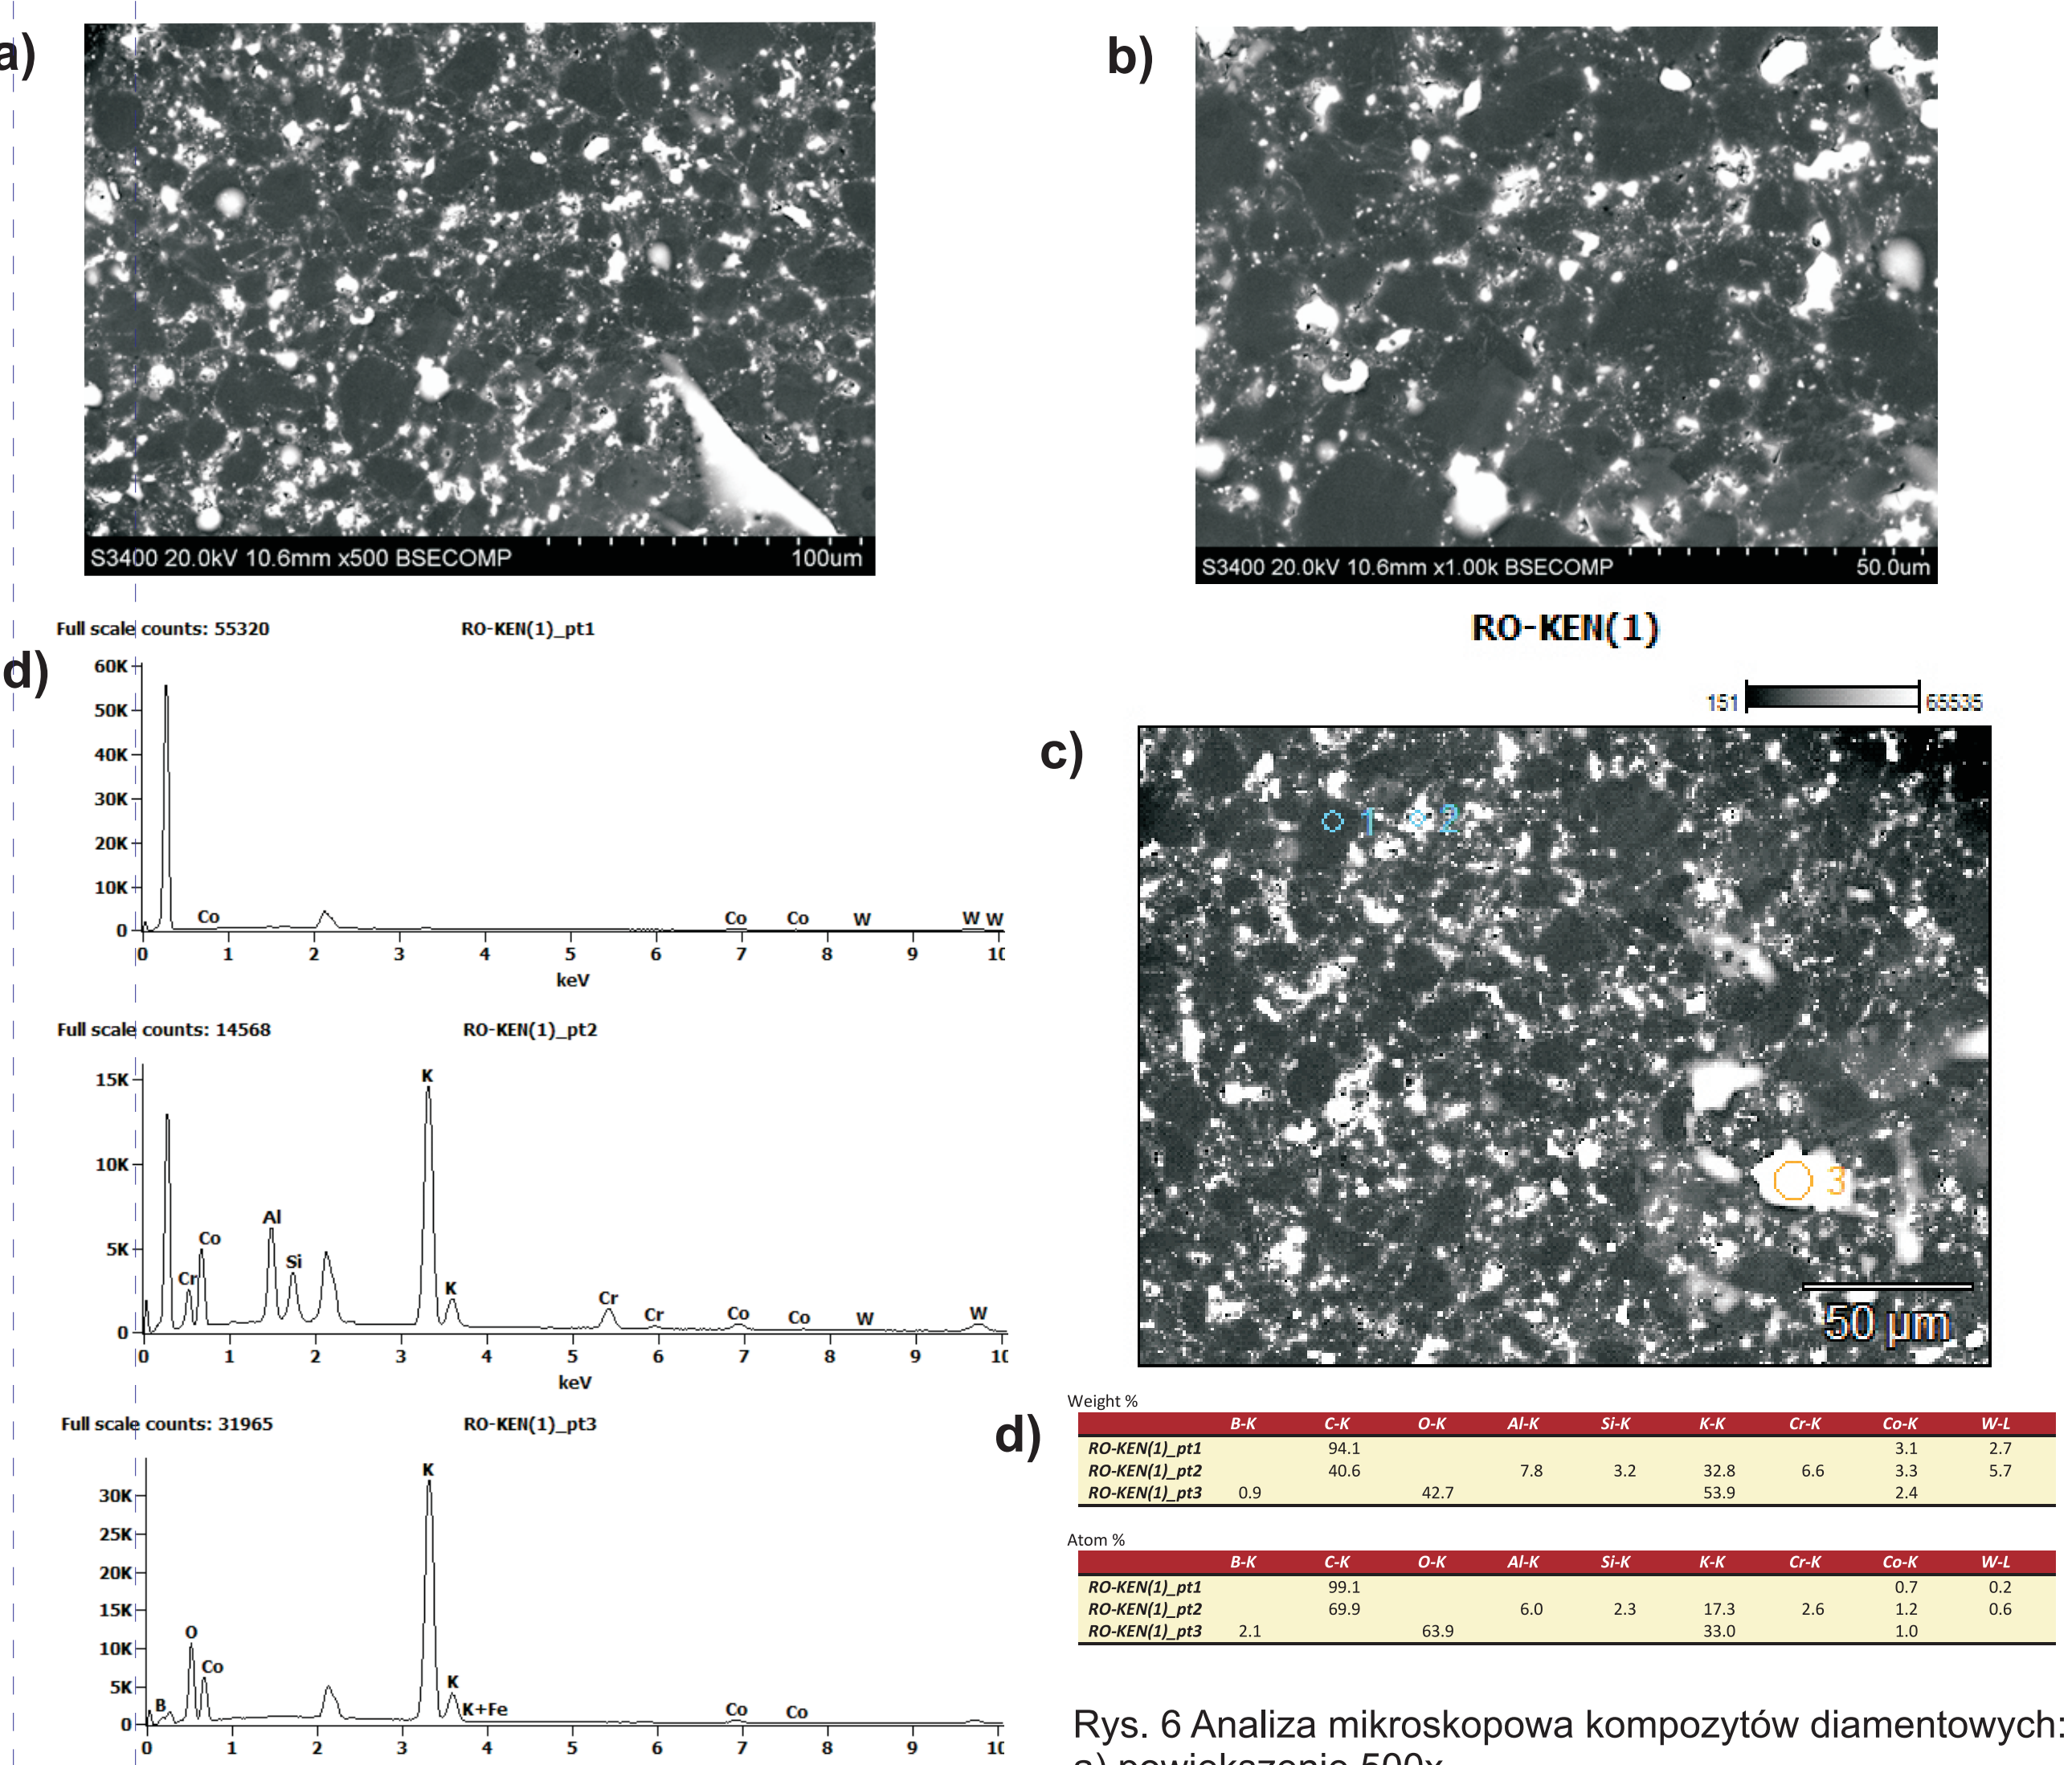 a)
S3400 20.0kV 10.6mm x500 BSECOMP 100um
b)
S3400 20.0kV 10.6mm x1.00k BSECOMP 50.0um
RO-KEN(1)
151 65535
c)
1 2
3
50 µm
d)
Full scale counts: 55320 RO-KEN(1)_pt1
60K
50K
40K
30K
20K
10K
0
Co Co Co W W W
0 1 2 3 4 5 6 7 8 9 10
keV
Full scale counts: 14568 RO-KEN(1)_pt2
15K
10K
5K
0
Cr Co Al Si K K Cr Cr Co Co W W
0 1 2 3 4 5 6 7 8 9 10
keV
Full scale counts: 31965 RO-KEN(1)_pt3
30K
25K
20K
15K
10K
5K
0
B O Co K K K+Fe Co Co
0 1 2 3 4 5 6 7 8 9 10
d)
Weight %
B-K C-K O-K Al-K Si-K K-K Cr-K Co-K W-L
RO-KEN(1)_pt1 94.1 3.1 2.7
RO-KEN(1)_pt2 40.6 7.8 3.2 32.8 6.6 3.3 5.7
RO-KEN(1)_pt3 0.9 42.7 53.9 2.4
Atom %
B-K C-K O-K Al-K Si-K K-K Cr-K Co-K W-L
RO-KEN(1)_pt1 99.1 0.7 0.2
RO-KEN(1)_pt2 69.9 6.0 2.3 17.3 2.6 1.2 0.6
RO-KEN(1)_pt3 2.1 63.9 33.0 1.0
Rys. 6 Analiza mikroskopowa kompozytów diamentowych:
a) powiększenie 500x